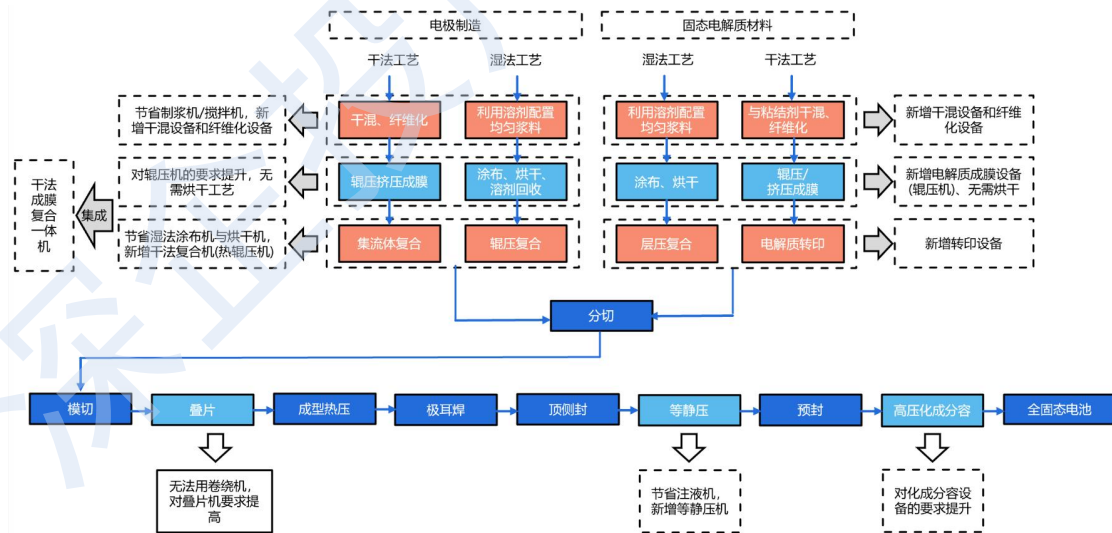 电极制造
固态电解质材料
干法工艺
湿法工艺
湿法工艺
干法工艺
节省制浆机/搅拌机，新
增干混设备和纤维化设备
干混、纤维化
利用溶剂配置
均匀浆料
利用溶剂配置
均匀浆料
与粘结剂干混、
纤维化
新增干混设备和纤维
化设备
干法
成膜
复合
一体
机
集成
对辊压机的要求提升，无
需烘干工艺
辊压挤压成膜
涂布、烘干、
溶剂回收
涂布、烘干
辊压/
挤压成膜
新增电解质成膜设备
(辊压机)、无需烘干
节省湿法涂布机与烘干机，
新增干法复合机(热辊压机)
集流体复合
辊压复合
层压复合
电解质转印
新增转印设备
分切
模切
叠片
成型热压
极耳焊
顶侧封
等静压
预封
高压化成分容
全固态电池
无法用卷绕机，
对叠片机要求提
高
节省注液机，
新增等静压机
对化成分容设
备的要求提升
深企投